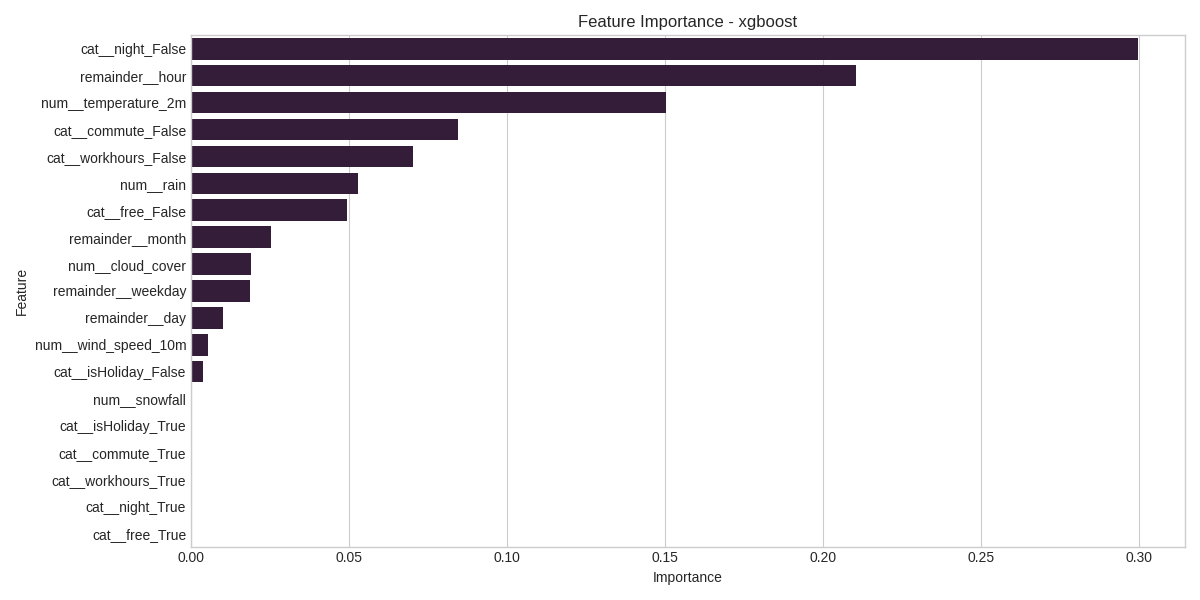 Feature Importance - xgboost
cat__night_False
remainder__hour
num__temperature_2m
cat__commute_False
cat__workhours_False
num__rain
cat__free_False
remainder__month
num__cloud_cover
remainder__weekday
remainder__day
num__wind_speed_10m
cat__isHoliday_False
num__snowfall
cat__isHoliday_True
cat__commute_True
cat__workhours_True
cat__night_True
cat__free_True
Feature
0.00 0.05 0.10 0.15 0.20 0.25 0.30
Importance